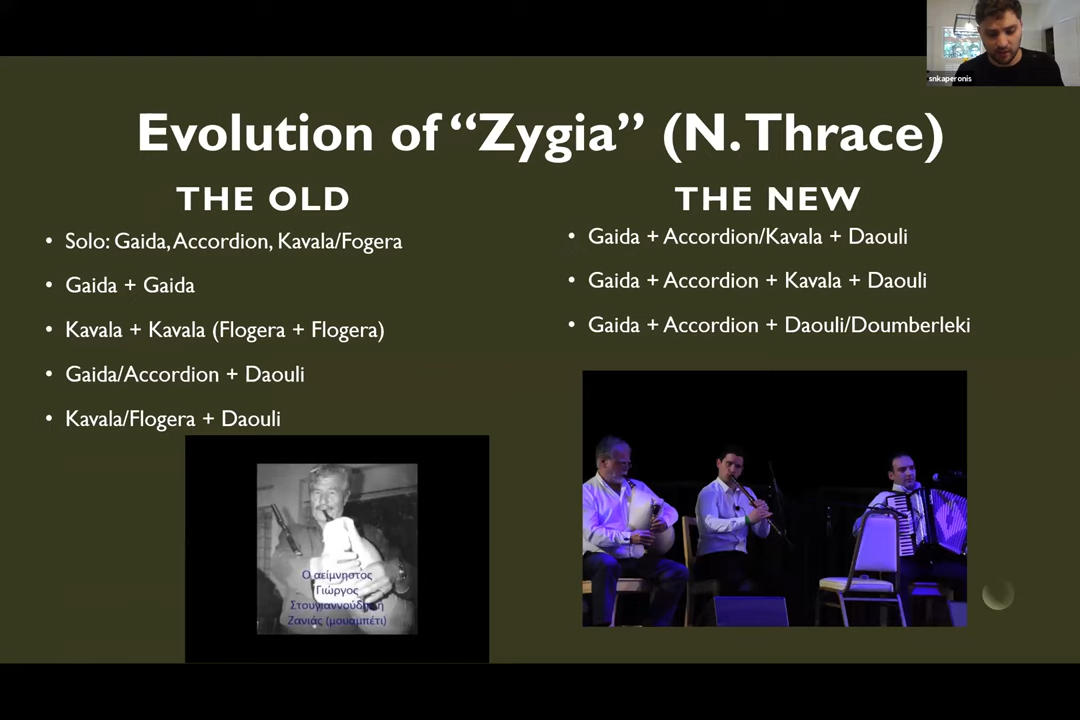 snkaperonis
Evolution of “Zygia” (N. Thrace)
THE OLD
• Solo: Gaida, Accordion, Kavala/Fogera
• Gaida + Gaida
• Kavala + Kavala (Flogera + Flogera)
• Gaida/Accordion + Daouli
• Kavala/Flogera + Daouli
Ο αείμνηστος
Γιώργος
Στουγιαννούδης ή
Ζανιάς (μουαμπέτι)
THE NEW
• Gaida + Accordion/Kavala + Daouli
• Gaida + Accordion + Kavala + Daouli
• Gaida + Accordion + Daouli/Doumberleki